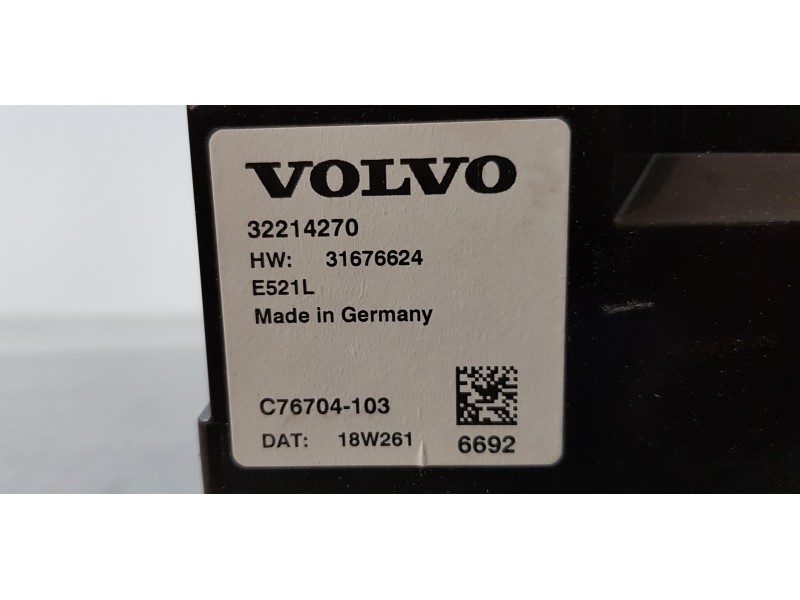 VOLVO
32214270
HW: 31676624
E521L
Made in Germany
C76704-103
DAT: 18W261
6692